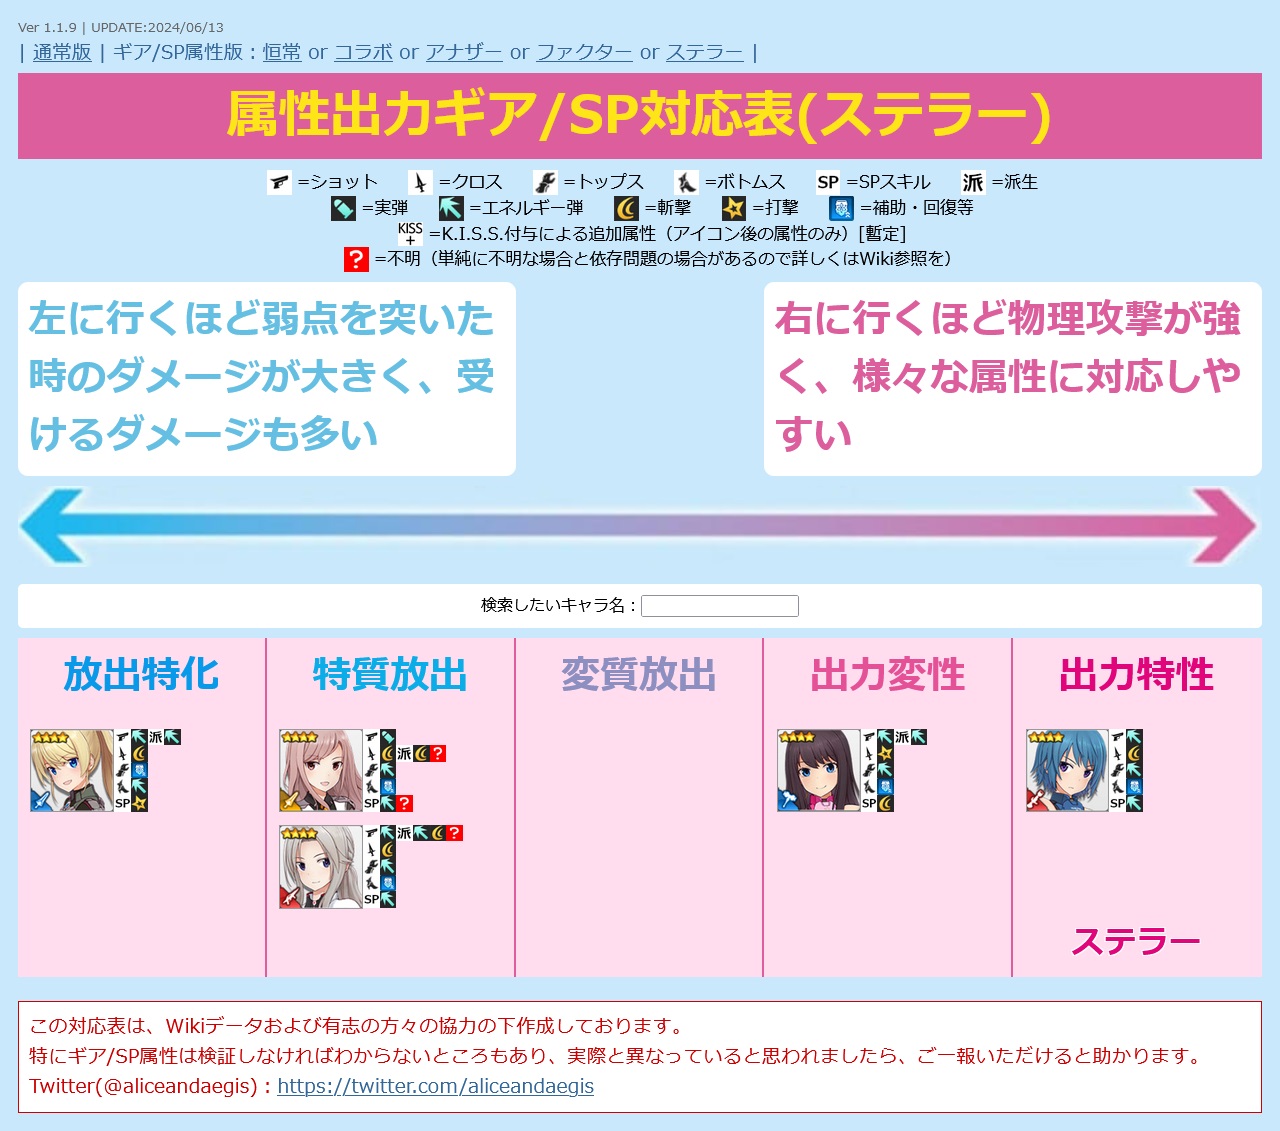 Ver 1.1.9 | UPDATE:2024/06/13
| 通常版 | ギア/SP属性版：恒常 or コラボ or アナザー or ファクター or ステラー |
属性出力ギア/SP対応表(ステラー)
=ショット =クロス =トップス =ボトムス SP =SPスキル 派 =派生
=実弾 =エネルギー弾 =斬撃 =打撃 =補助・回復等
KISS+ =K.I.S.S.付与による追加属性（アイコン後の属性のみ）[暫定]
? =不明（単純に不明な場合と依存問題の場合があるので詳しくはWiki参照を）
左に行くほど弱点を突いた
時のダメージが大きく、受
けるダメージも多い
右に行くほど物理攻撃が強
く、様々な属性に対応しや
すい
検索したいキャラ名：
放出特化 特質放出 変質放出 出力変性 出力特性
派
SP
派 ?
SP ?
派 ?
SP
派
SP
SP
ステラー
この対応表は、Wikiデータおよび有志の方々の協力の下作成しております。
特にギア/SP属性は検証しなければわからないところもあり、実際と異なっていると思われましたら、ご一報いただけると助かります。
Twitter(@aliceandaegis)：https://twitter.com/aliceandaegis